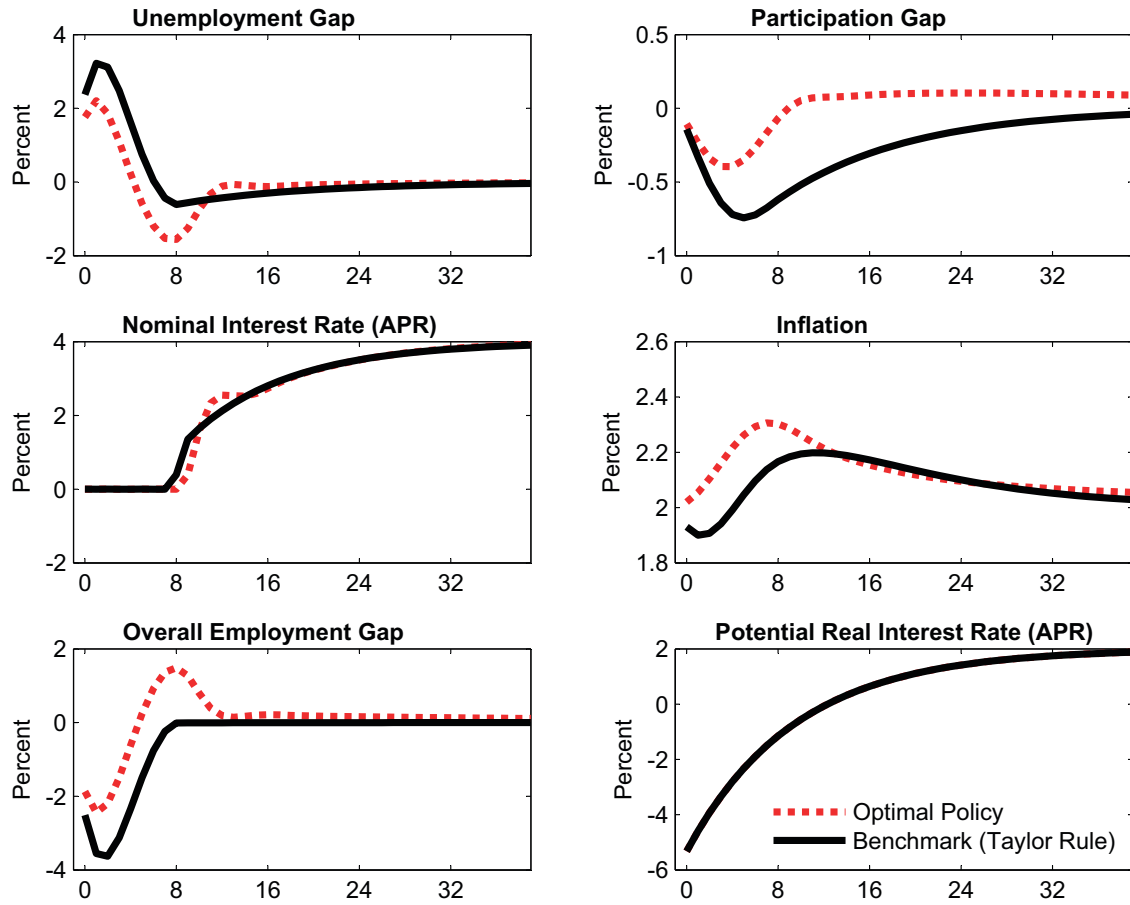 Unemployment Gap
Percent
4
2
0
-2
0 8 16 24 32
Participation Gap
Percent
0.5
0
-0.5
-1
0 8 16 24 32
Nominal Interest Rate (APR)
Percent
4
2
0
-2
0 8 16 24 32
Inflation
Percent
2.6
2.4
2.2
2
1.8
0 8 16 24 32
Overall Employment Gap
Percent
2
0
-2
-4
0 8 16 24 32
Potential Real Interest Rate (APR)
Percent
2
0
-2
-4
-6
0 8 16 24 32
Optimal Policy
Benchmark (Taylor Rule)